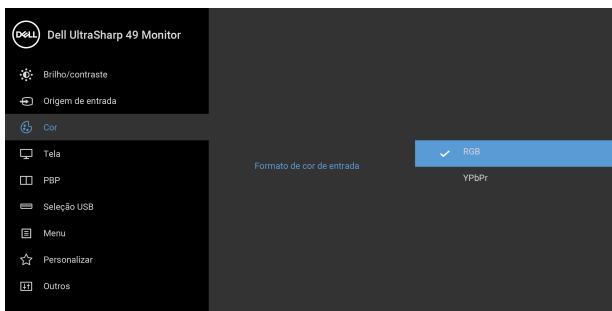 DELL
Dell UltraSharp 49 Monitor
Brilho/contraste
Origem de entrada
Cor
Tela
PBP
Seleção USB
Menu
Personalizar
Outros
Formato de cor de entrada
RGB
YPbPr